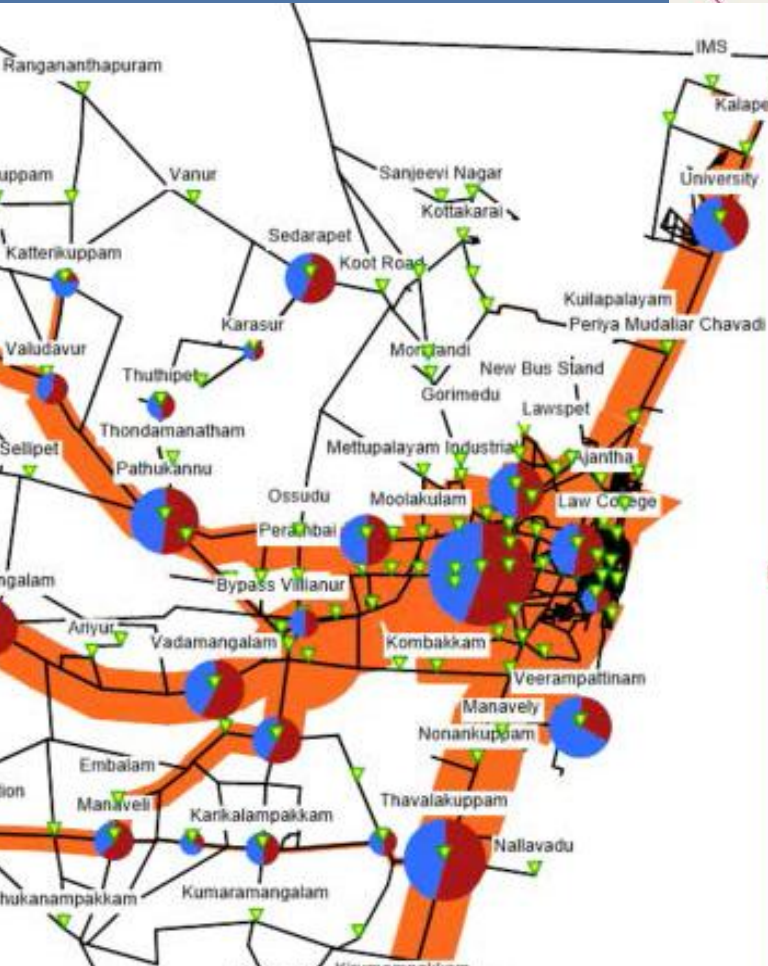 IMS
Ranganathapuram
Kalape
uppam
Vanur
Sanjeevi Nagar
University
Kottakarai
Sedarapet
Katterikuppam
Koot Road
Kuilapalayam
Karasur
Periya Mudaliar Chavadi
Valudavur
Thuthipet
New Bus Stand
Gorimedu
Lawspet
Thondamanatham
Sellipet
Mettupalayam Industrial
Ajantha
Pathukannu
Ossudu
Moolakulam
Law College
Perambai
ngalam
Bypass Villianur
Ariyur
Vadamangalam
Kombakkam
Veerampattinam
Manavely
Nonankuppam
Embalam
tion
Manaveli
Thavalakuppam
Karikalampakkam
Nallavadu
hukanampakkam
Kumaramangalam